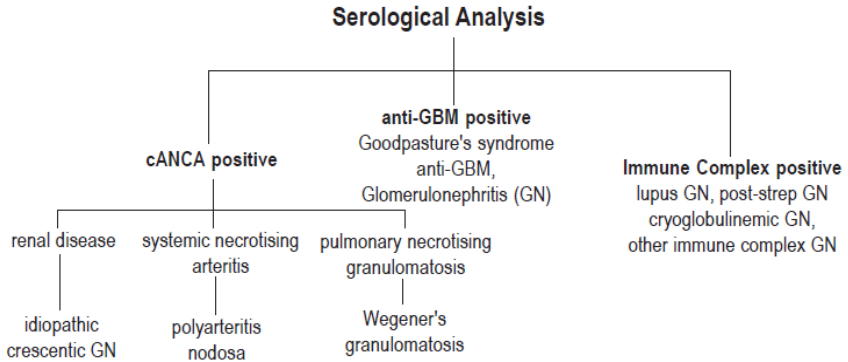 Serological Analysis
cANCA positive
anti-GBM positive
Goodpasture's syndrome
anti-GBM,
Glomerulonephritis (GN)
Immune Complex positive
lupus GN, post-strep GN
cryoglobulinemic GN,
other immune complex GN
renal disease
systemic necrotising
arteritis
pulmonary necrotising
granulomatosis
idiopathic
crescentic GN
polyarteritis
nodosa
Wegener's
granulomatosis